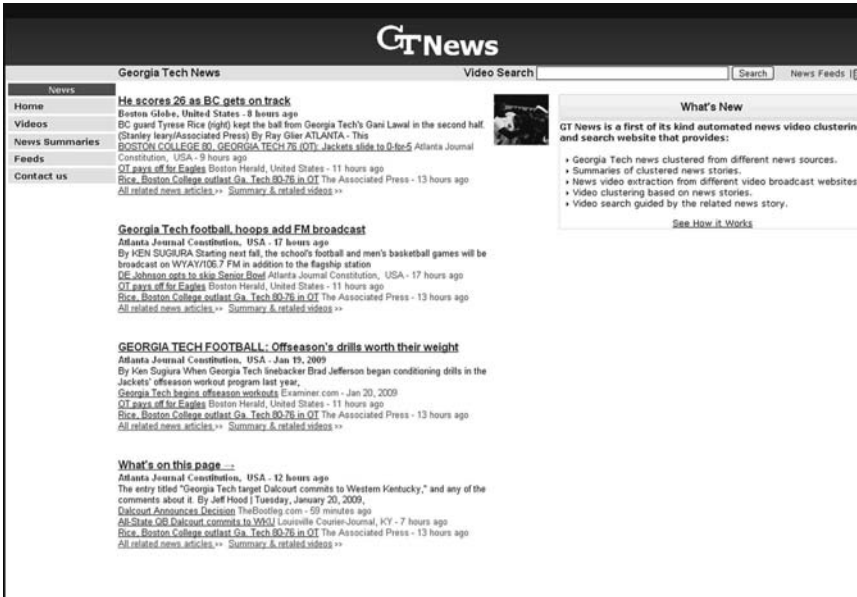 GT News
Georgia Tech News
Video Search
Search
News Feeds |
News
Home
Videos
News Summaries
Feeds
Contact us
He scores 26 as BC gets on track
Boston Globe, United States - 8 hours ago
BC guard Tyrese Rice (right) kept the ball from Georgia Tech's Gani Lawal in the second half.
(Stanley leary/Associated Press) By Ray Glier ATLANTA - This
BOSTON COLLEGE 80, GEORGIA TECH 76 (OT): Jackets slide to 0-for-5 Atlanta Journal
Constitution, USA - 9 hours ago
OT pays off for Eagles Boston Herald, United States - 11 hours ago
Rice, Boston College outlast Ga. Tech 80-76 in OT The Associated Press - 13 hours ago
All related news articles >> Summary & retaled videos >>
Georgia Tech football, hoops add FM broadcast
Atlanta Journal Constitution, USA - 17 hours ago
By KEN SUGIURA Starting next fall, the school's football and men's basketball games will be
broadcast on WYAY/106.7 FM in addition to the flagship station
DE Johnson opts to skip Senior Bowl Atlanta Journal Constitution, USA - 17 hours ago
OT pays off for Eagles Boston Herald, United States - 11 hours ago
Rice, Boston College outlast Ga. Tech 80-76 in OT The Associated Press - 13 hours ago
All related news articles >> Summary & retaled videos >>
GEORGIA TECH FOOTBALL: Offseason's drills worth their weight
Atlanta Journal Constitution, USA - Jan 19, 2009
By Ken Sugiura When Georgia Tech linebacker Brad Jefferson began conditioning drills in the
Jackets' offseason workout program last year,
Georgia Tech begins offseason workouts Examiner.com - Jan 20, 2009
OT pays off for Eagles Boston Herald, United States - 11 hours ago
Rice, Boston College outlast Ga. Tech 80-76 in OT The Associated Press - 13 hours ago
All related news articles >> Summary & retaled videos >>
What's on this page →
Atlanta Journal Constitution, USA - 12 hours ago
The entry titled "Georgia Tech target Dalcourt commits to Western Kentucky," and any of the
comments about it. By Jeff Hood | Tuesday, January 20, 2009,
Dalcourt Announces Decision TheBootleg.com - 59 minutes ago
All-State QB Dalcourt commits to WKU Louisville Courier-Journal, KY - 7 hours ago
Rice, Boston College outlast Ga. Tech 80-76 in OT The Associated Press - 13 hours ago
All related news articles >> Summary & retaled videos >>
What's New
GT News is a first of its kind automated news video clustering
and search website that provides:
Georgia Tech news clustered from different news sources.
Summaries of clustered news stories.
News video extraction from different video broadcast websites
Video clustering based on news stories.
Video search guided by the related news story.
See How it Works